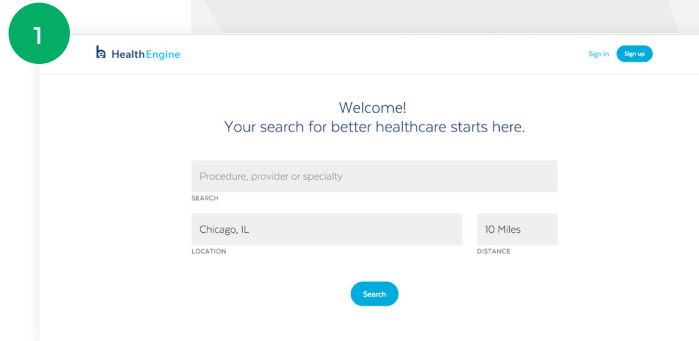 1
HealthEngine
Sign in
Sign up
Welcome!
Your search for better healthcare starts here.
Procedure, provider or specialty
SEARCH
Chicago, IL
10 Miles
LOCATION
DISTANCE
Search